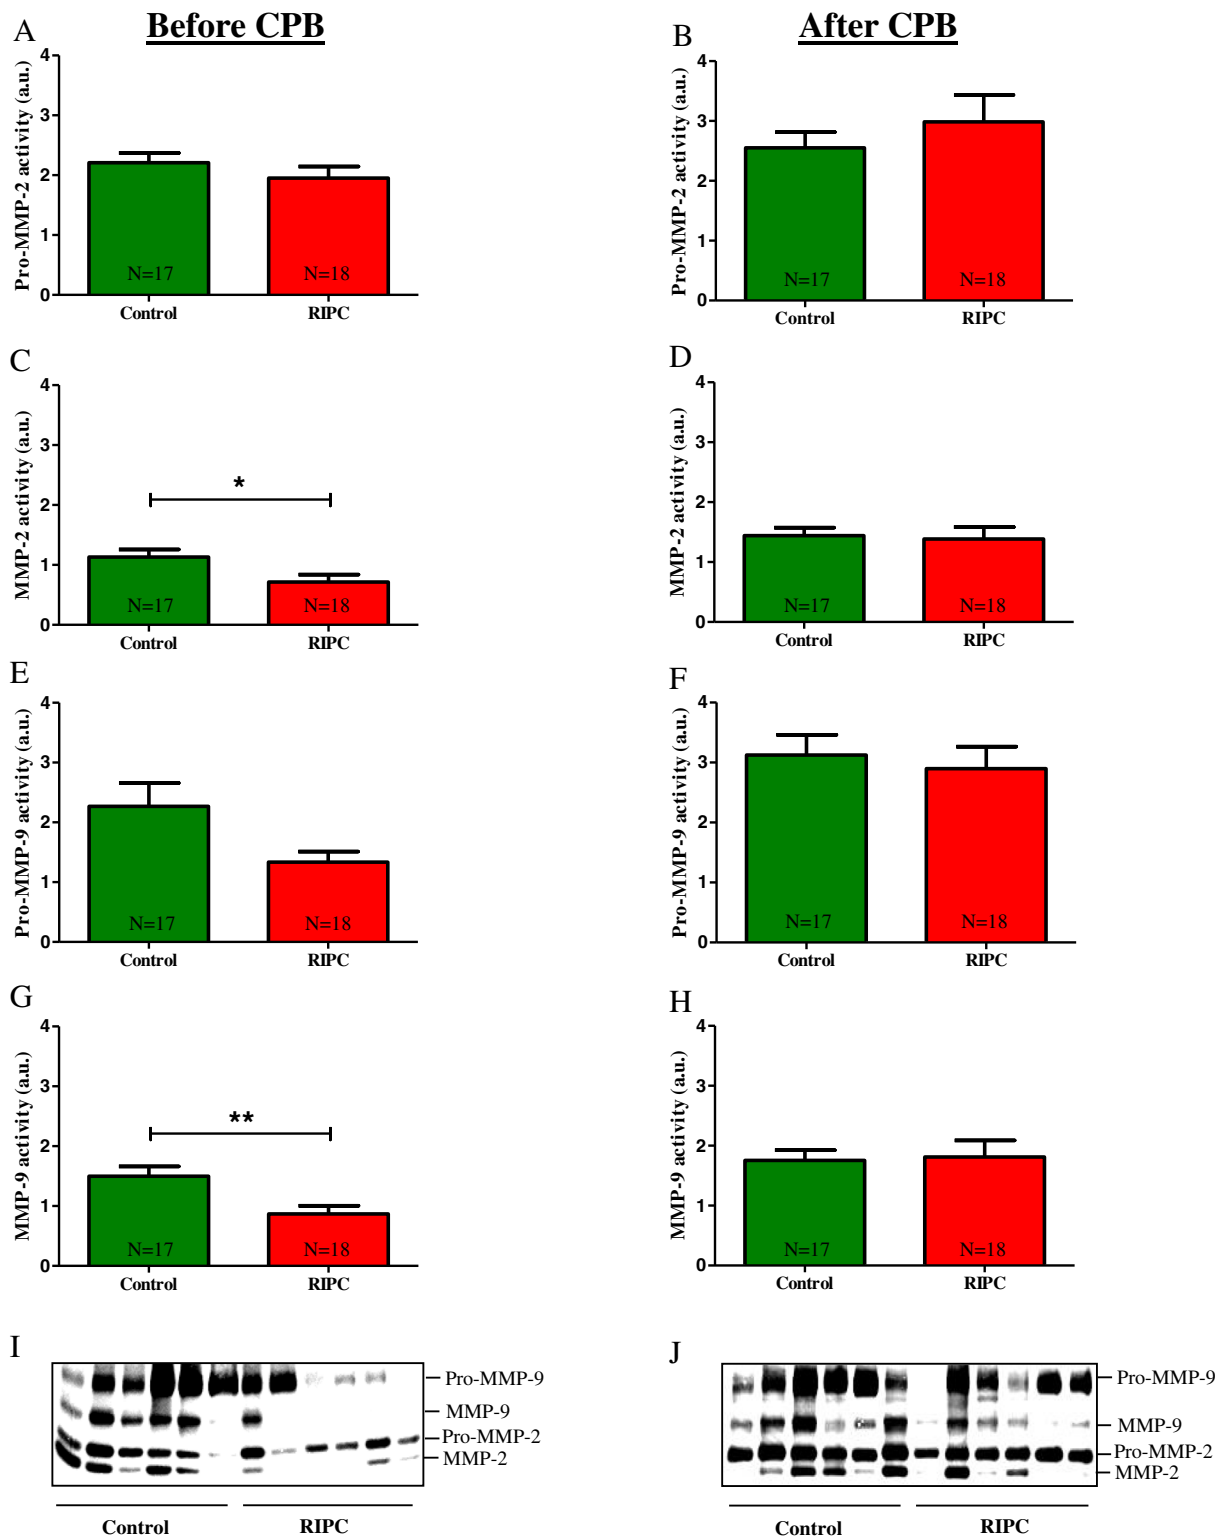 Before CPB
After CPB
A
Pro-MMP-2 activity (a.u.)
4
3
2
1
0
N=17
N=18
Control
RIPC
B
Pro-MMP-2 activity (a.u.)
4
3
2
1
0
N=17
N=18
Control
RIPC
C
MMP-2 activity (a.u.)
4
3
2
1
0
*
N=17
N=18
Control
RIPC
D
MMP-2 activity (a.u.)
4
3
2
1
0
N=17
N=18
Control
RIPC
E
Pro-MMP-9 activity (a.u.)
4
3
2
1
0
N=17
N=18
Control
RIPC
F
Pro-MMP-9 activity (a.u.)
4
3
2
1
0
N=17
N=18
Control
RIPC
G
MMP-9 activity (a.u.)
4
3
2
1
0
**
N=17
N=18
Control
RIPC
H
MMP-9 activity (a.u.)
4
3
2
1
0
N=17
N=18
Control
RIPC
I
Pro-MMP-9
MMP-9
Pro-MMP-2
MMP-2
Control
RIPC
J
Pro-MMP-9
MMP-9
Pro-MMP-2
MMP-2
Control
RIPC